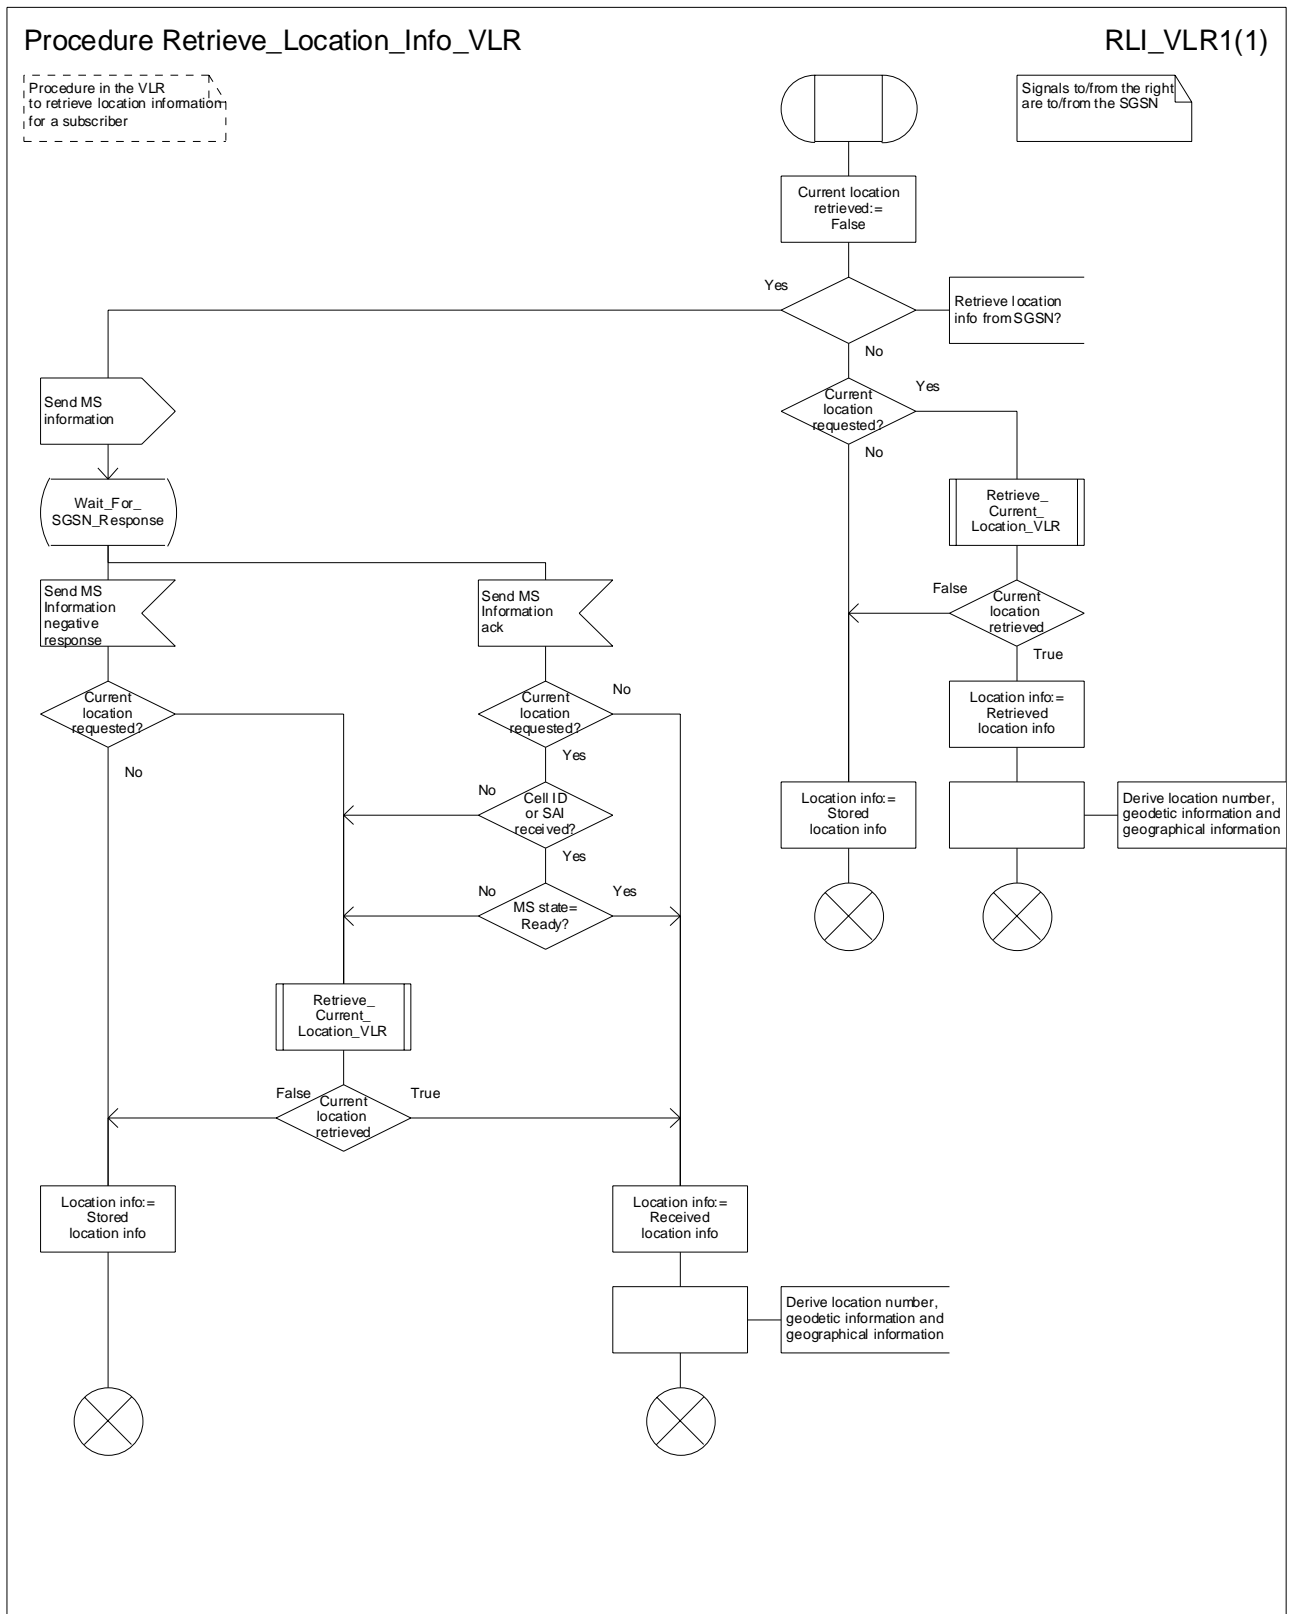 Procedure Retrieve_Location_Info_VLR
RLI_VLR1(1)
Procedure in the VLR
to retrieve location information
for a subscriber
Signals to/from the right
are to/from the SGSN
Current location
retrieved:=
False
Yes
Retrieve location
info from SGSN?
No
Current
location
requested?
Yes
No
Send MS
information
Wait_For_
SGSN_Response
Retrieve_
Current_
Location_VLR
Send MS
Information
negative
response
Send MS
Information
ack
False
Current
location
retrieved
True
Current
location
requested?
No
Current
location
requested?
No
Yes
Location info:=
Retrieved
location info
No
Cell ID
or SAI
received?
Yes
Location info:=
Stored
location info
Derive location number,
geodetic information and
geographical information
No
Yes
MS state=
Ready?
Retrieve_
Current_
Location_VLR
False
True
Current
location
retrieved
Location info:=
Stored
location info
Location info:=
Received
location info
Derive location number,
geodetic information and
geographical information